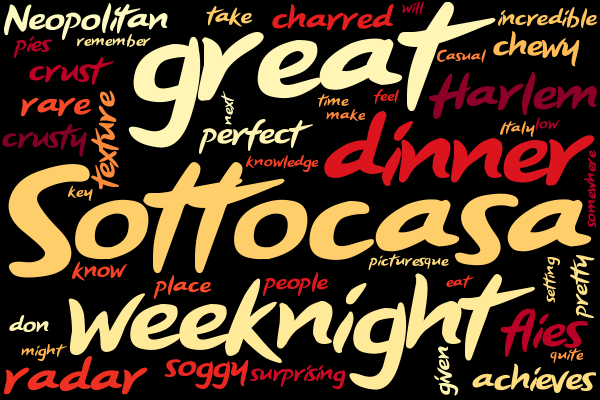 Neopolitan take charred will incredible
pies remember great Casual chewy
crust
rare next time make feel Harlem
crusty texture perfect Italy low
knowledge dinner
key Sottocasa somewhere
know picturesque
place people eat setting pretty
don weeknight flies
might quite
radar soggy surprising given achieves